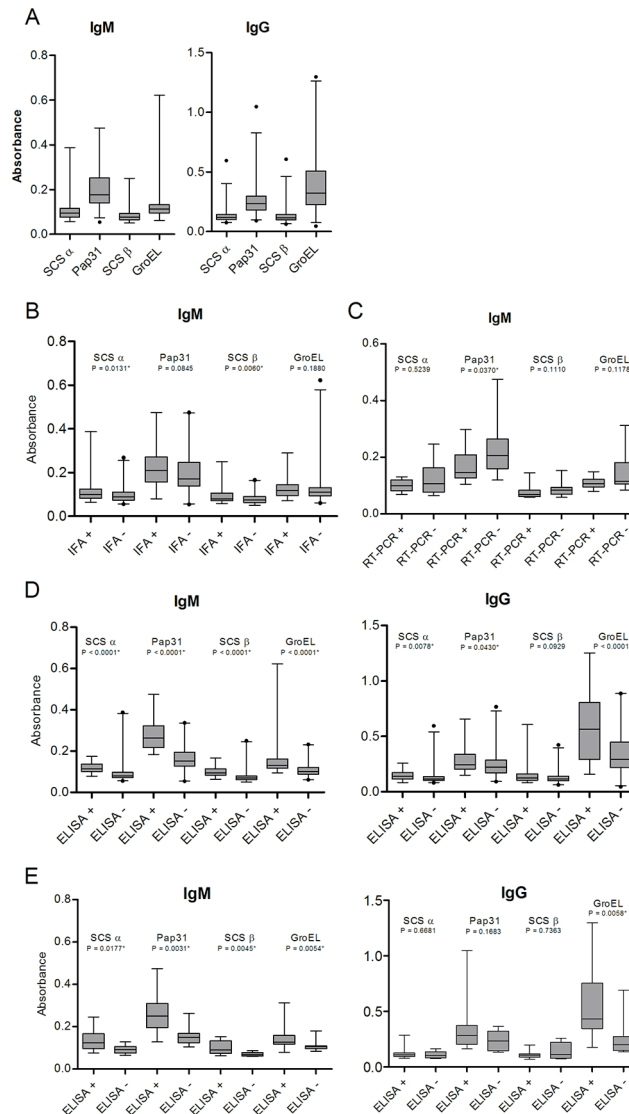 A
IgM
IgG
Absorbance
0.8
0.6
0.4
0.2
0.0
1.5
1.0
0.5
0.0
SCS α
Pap31
SCS β
GroEL
SCS α
Pap31
SCS β
GroEL
B
IgM
Absorbance
0.8
0.6
0.4
0.2
0.0
SCS α
P = 0.0131*
Pap31
P = 0.0845
SCS β
P = 0.0060*
GroEL
P = 0.1880
IFA +
IFA -
IFA +
IFA -
IFA +
IFA -
IFA +
IFA -
C
IgM
0.6
0.4
0.2
0.0
SCS α
P = 0.5239
Pap31
P = 0.0370*
SCS β
P = 0.1110
GroEL
P = 0.1178
RT-PCR +
RT-PCR -
RT-PCR +
RT-PCR -
RT-PCR +
RT-PCR -
RT-PCR +
RT-PCR -
D
IgM
Absorbance
0.8
0.6
0.4
0.2
0.0
SCS α
P < 0.0001*
Pap31
P < 0.0001*
SCS β
P < 0.0001*
GroEL
P < 0.0001*
ELISA +
ELISA -
ELISA +
ELISA -
ELISA +
ELISA -
ELISA +
ELISA -
IgG
1.5
1.0
0.5
0.0
SCS α
P = 0.0078*
Pap31
P = 0.0430*
SCS β
P = 0.0929
GroEL
P < 0.0001
ELISA +
ELISA -
ELISA +
ELISA -
ELISA +
ELISA -
ELISA +
ELISA -
E
IgM
Absorbance
0.8
0.6
0.4
0.2
0.0
SCS α
P = 0.0177*
Pap31
P = 0.0031*
SCS β
P = 0.0045*
GroEL
P = 0.0054*
ELISA +
ELISA -
ELISA +
ELISA -
ELISA +
ELISA -
ELISA +
ELISA -
IgG
1.5
1.0
0.5
0.0
SCS α
P = 0.6681
Pap31
P = 0.1683
SCS β
P = 0.7363
GroEL
P = 0.0058*
ELISA +
ELISA -
ELISA +
ELISA -
ELISA +
ELISA -
ELISA +
ELISA -